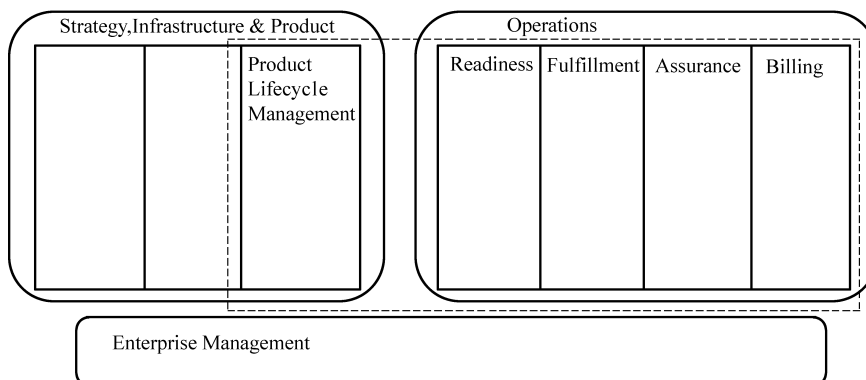 Strategy,Infrastructure & Product
Operations
Product
Lifecycle
Management
Readiness
Fulfillment
Assurance
Billing
Enterprise Management